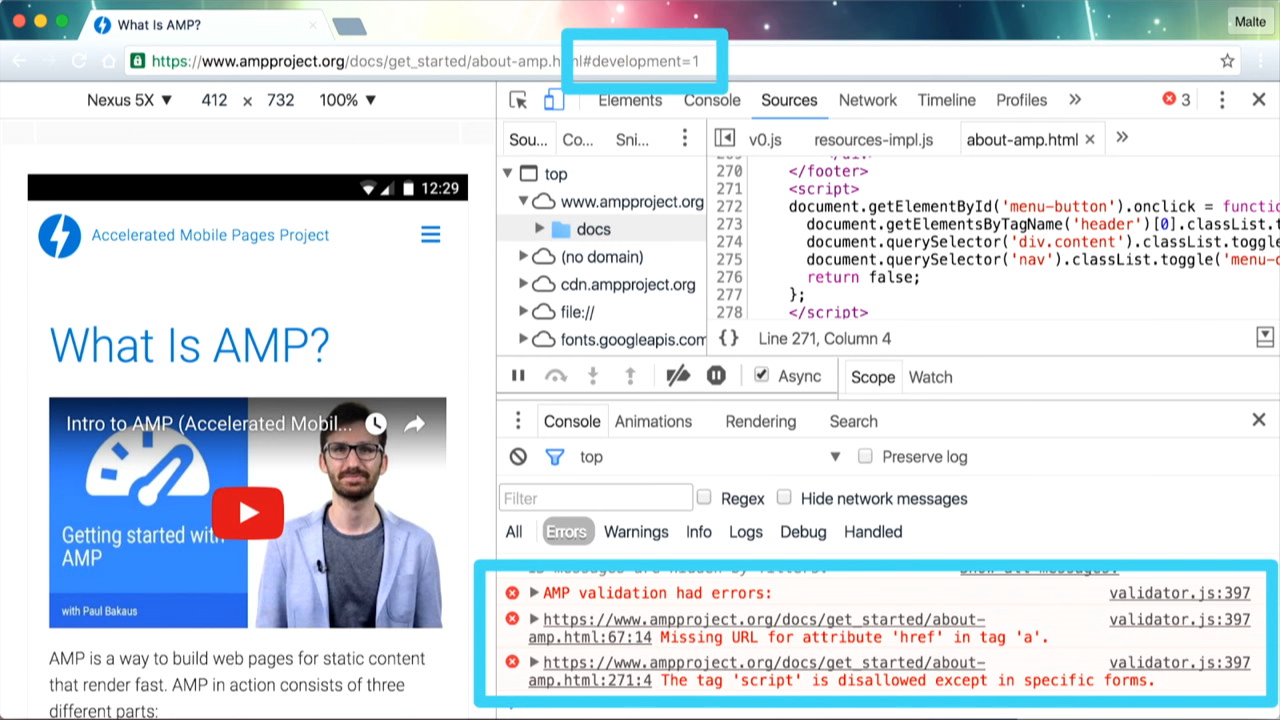 What Is AMP?
Malte
https://www.ampproject.org/docs/get_started/about-amp.html#development=1
Nexus 5X ▼ 412 × 732 100% ▼
Elements Console Sources Network Timeline Profiles » 3
Sou... Co... Sni...
v0.js resources-impl.js about-amp.html × »
top
www.ampproject.org
docs
(no domain)
cdn.ampproject.org
file://
fonts.googleapis.com
270 </footer>
271 <script>
272 document.getElementById('menu-button').onclick = functio
273 document.getElementsByTagName('header')[0].classList.t
274 document.querySelector('div.content').classList.toggle
275 document.querySelector('nav').classList.toggle('menu-o
276 return false;
277 };
278 </script>
{} Line 271, Column 4
Async Scope Watch
Console Animations Rendering Search
top ▼ Preserve log
Filter Regex Hide network messages
All Errors Warnings Info Logs Debug Handled
AMP validation had errors: validator.js:397
https://www.ampproject.org/docs/get_started/about- validator.js:397
amp.html:67:14 Missing URL for attribute 'href' in tag 'a'.
https://www.ampproject.org/docs/get_started/about- validator.js:397
amp.html:271:4 The tag 'script' is disallowed except in specific forms.
12:29
Accelerated Mobile Pages Project
What Is AMP?
Intro to AMP (Accelerated Mobil...
Getting started with
AMP
with Paul Bakaus
AMP is a way to build web pages for static content
that render fast. AMP in action consists of three
different parts: